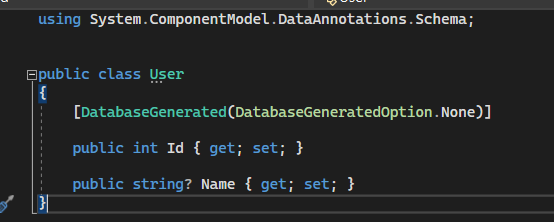 User
using System.ComponentModel.DataAnnotations.Schema;
public class User
{
[DatabaseGenerated(DatabaseGeneratedOption.None)]
public int Id { get; set; }
public string? Name { get; set; }
}